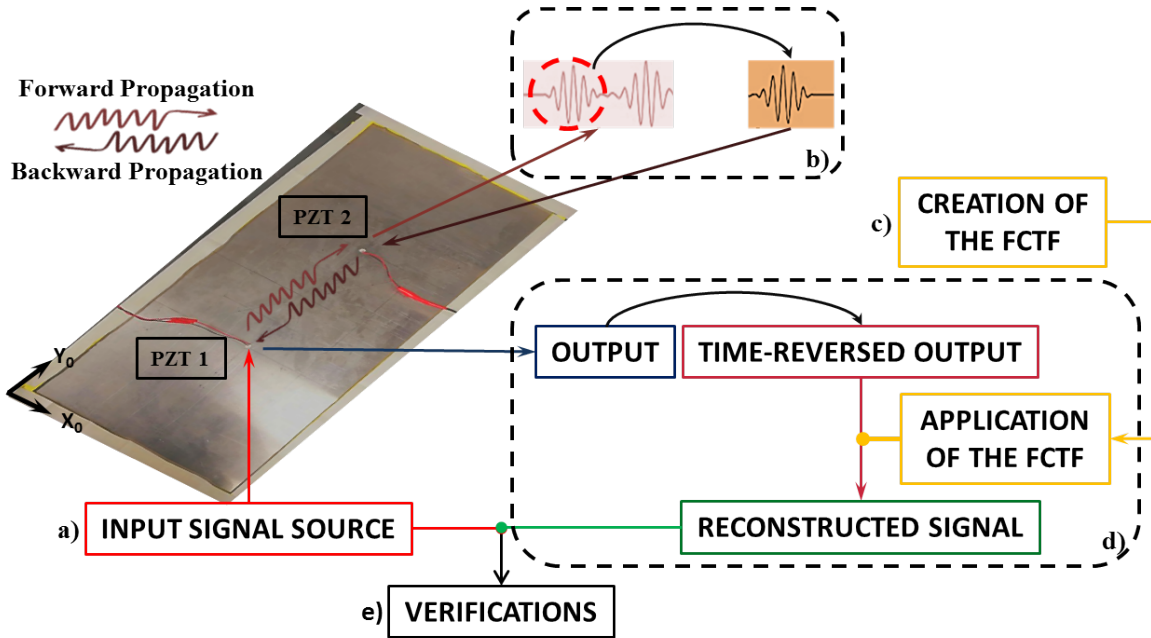 Forward Propagation
Backward Propagation
b)
PZT 2
c)
CREATION OF
THE FCTF
PZT 1
OUTPUT
TIME-REVERSED OUTPUT
Y0
X0
APPLICATION
OF THE FCTF
a)
INPUT SIGNAL SOURCE
RECONSTRUCTED SIGNAL
d)
e)
VERIFICATIONS